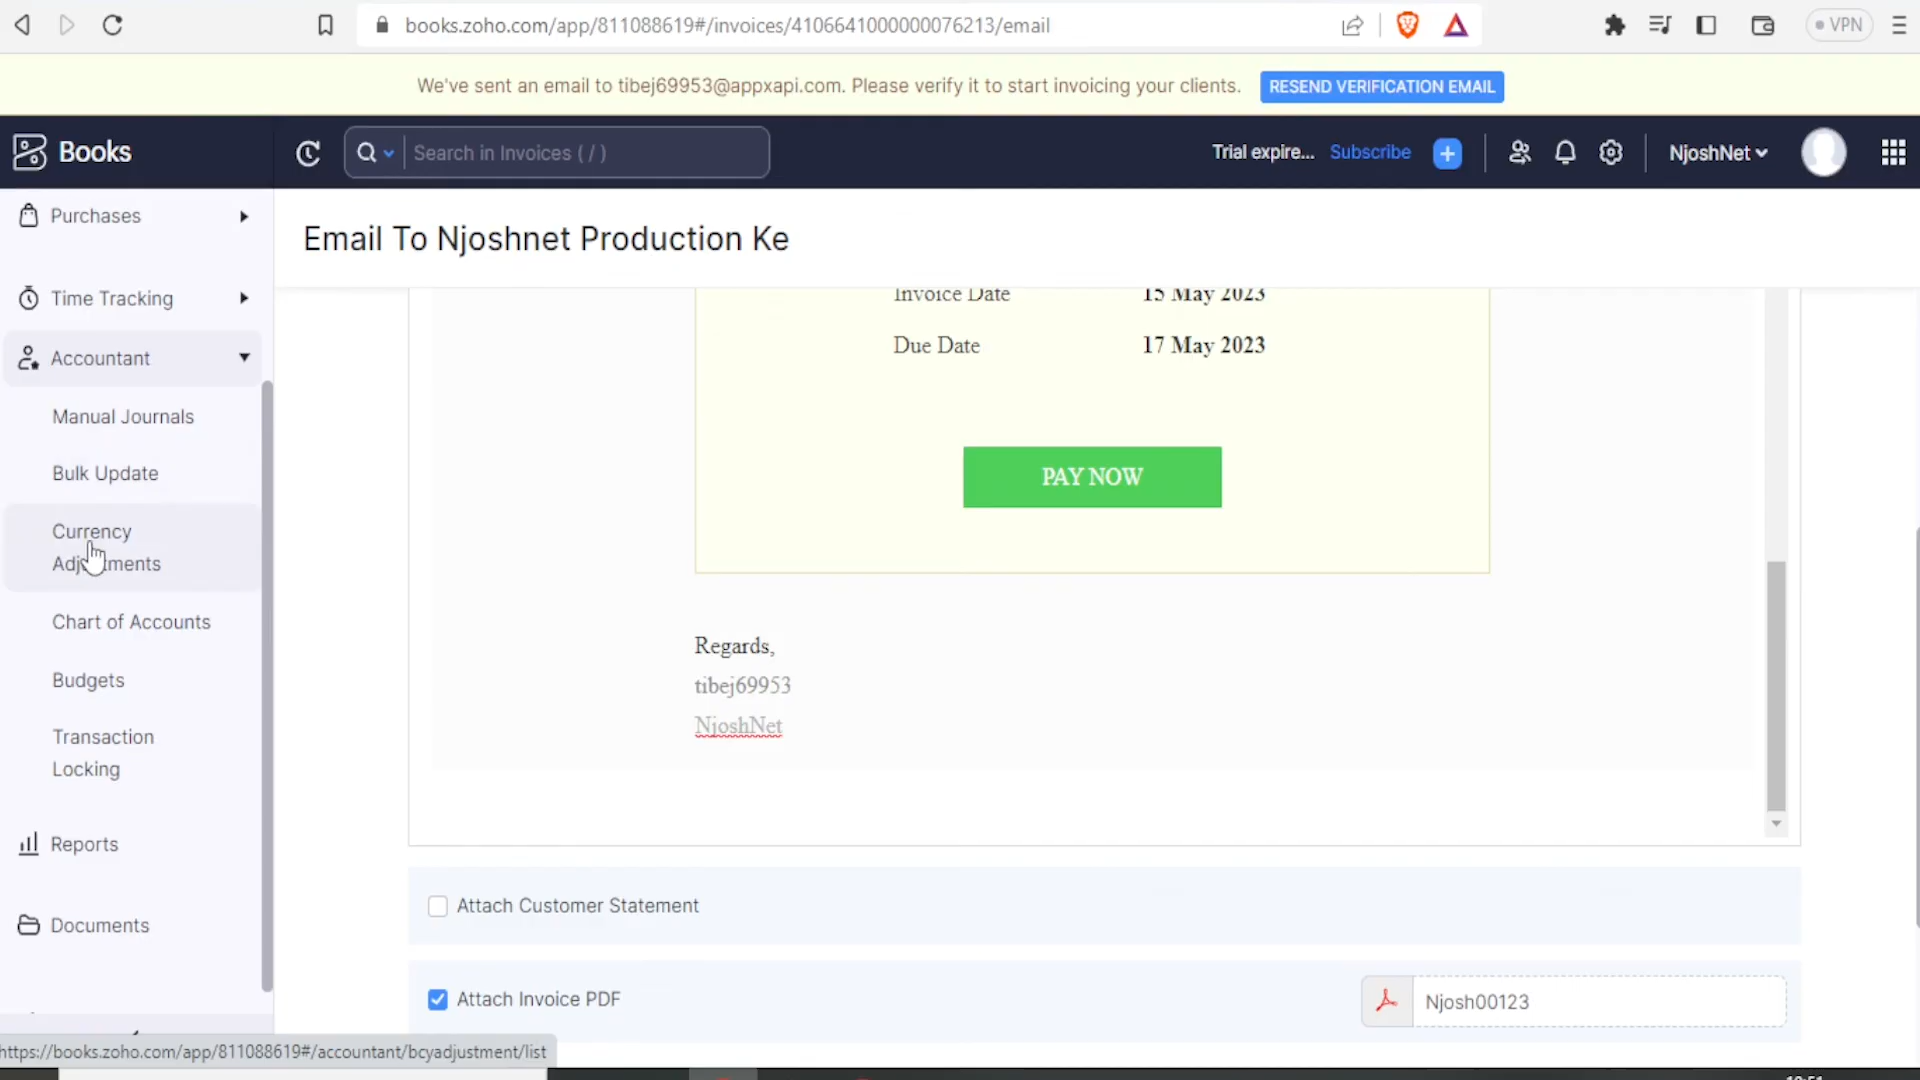 books.zoho.com/app/811088619#/invoices/4106641000000076213/email
VPN
We've sent an email to tibej69953@appxapi.com. Please verify it to start invoicing your clients.
RESEND VERIFICATION EMAIL
Books
Search in Invoices ( / )
Trial expire...
Subscribe
NjoshNet
Purchases
Time Tracking
Accountant
Manual Journals
Bulk Update
Currency
Adjustments
Chart of Accounts
Budgets
Transaction
Locking
Reports
Documents
Email To Njoshnet Production Ke
Invoice Date 15 May 2023
Due Date 17 May 2023
PAY NOW
Regards,
tibej69953
NjoshNet
Attach Customer Statement
Attach Invoice PDF
Njosh00123
https://books.zoho.com/app/811088619#/accountant/bcyadjustment/list